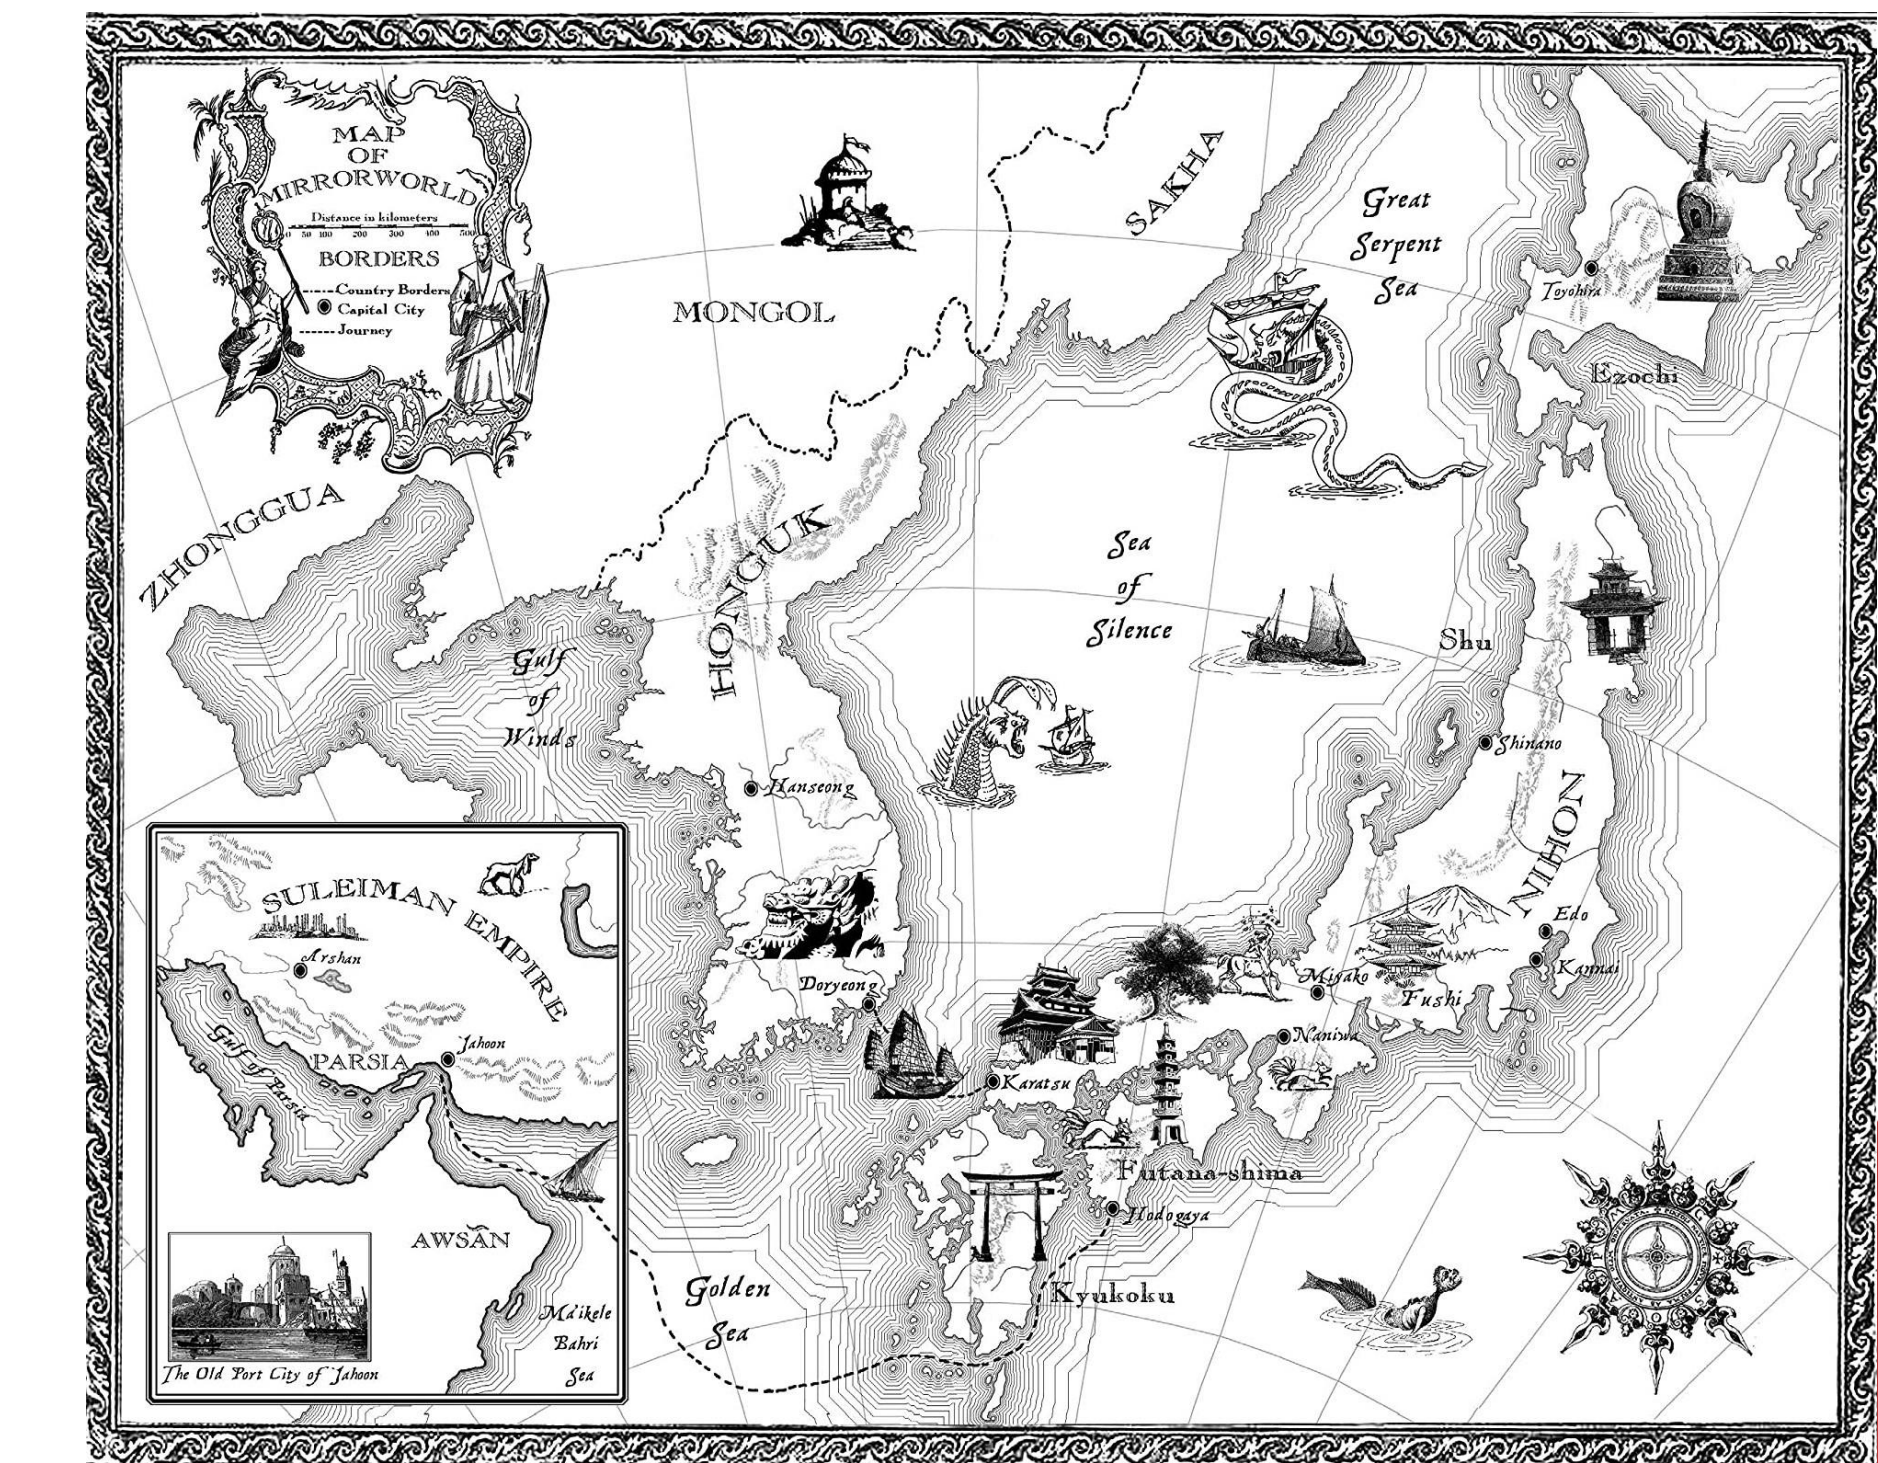 MAP
OF
MIRRORWORLD
Distance in kilometers
0 50 100 200 300 400 500
BORDERS
Country Borders
Capital City
Journey
SAKHA
Great
Serpent
Sea
Toyohira
MONGOL
Ezochi
ZHONGGUA
HONGUK
Sea
of
Silence
Shu
Gulf
of
Winds
Shinano
Hanseong
NIHON
SULEIMAN EMPIRE
Edo
Arshan
Kannai
Miyako
Fushi
Doryeong
Gulf of Parsia
PARSIA
Jahoon
Naniwa
Karatsu
Futana-shima
Hodogaya
AWSÃN
Golden
Sea
Kyukoku
Ma'ikele
Bahri
Sea
The Old Port City of Jahoon